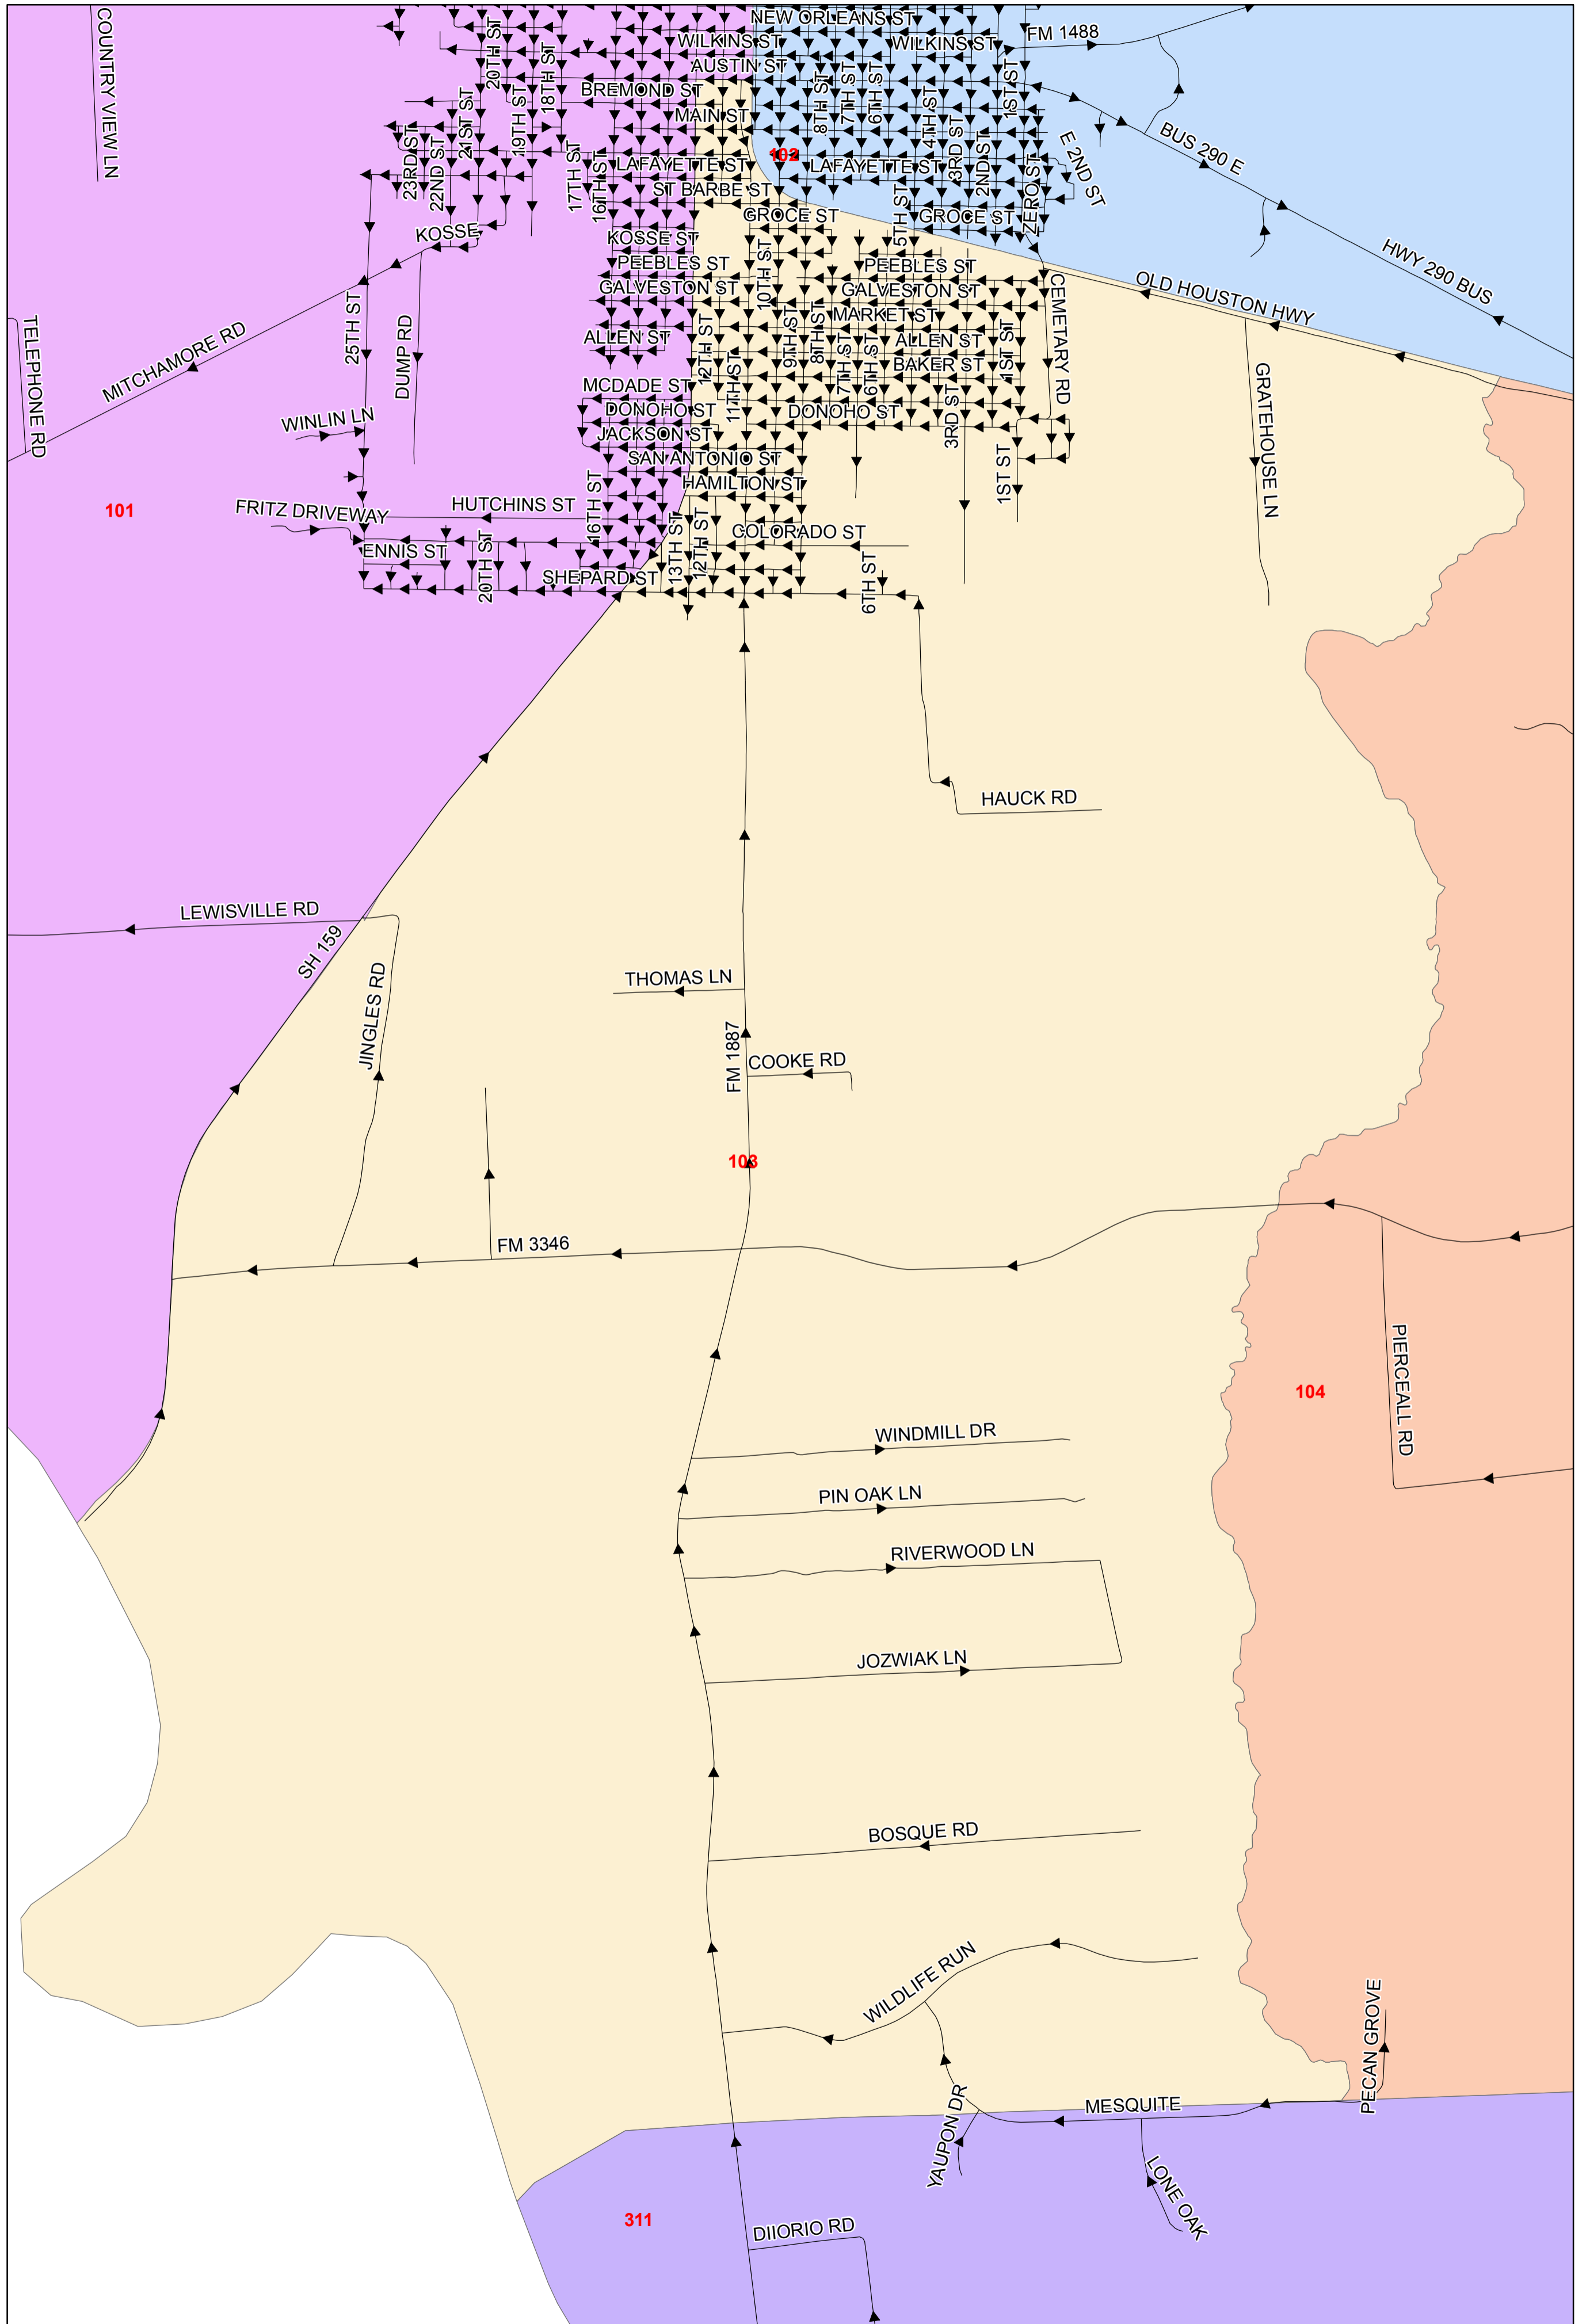 COUNTRY VIEW LN
20TH ST
NEW ORLEANS ST
WILKINS ST
WILKINS ST
FM 1488
AUSTIN ST
18TH ST
BREMOND ST
8TH ST
7TH ST
6TH ST
1ST ST
21ST ST
19TH ST
MAIN ST
4TH ST
3RD ST
2ND ST
E 2ND ST
BUS 290 E
23RD ST
22ND ST
17TH ST
16TH ST
102
LAFAYETTE ST
LAFAYETTE ST
ST BARBE ST
ZERO ST
GROCE ST
5TH ST
GROCE ST
KOSSE
KOSSE ST
10TH ST
HWY 290 BUS
PEEBLES ST
PEEBLES ST
GALVESTON ST
GALVESTON ST
CEMETARY RD
OLD HOUSTON HWY
TELEPHONE RD
MITCHAMORE RD
25TH ST
DUMP RD
MARKET ST
ALLEN ST
12TH ST
9TH ST
8TH ST
7TH ST
6TH ST
ALLEN ST
1ST ST
BAKER ST
11TH ST
GRATEHOUSE LN
MCDADE ST
WINLIN LN
DONOHO ST
DONOHO ST
3RD ST
JACKSON ST
SAN ANTONIO ST
1ST ST
HAMILTON ST
101
FRITZ DRIVEWAY
HUTCHINS ST
16TH ST
13TH ST
12TH ST
COLORADO ST
ENNIS ST
20TH ST
SHEPARD ST
6TH ST
HAUCK RD
LEWISVILLE RD
SH 159
JINGLES RD
THOMAS LN
FM 1887
COOKE RD
103
FM 3346
PIERCEALL RD
104
WINDMILL DR
PIN OAK LN
RIVERWOOD LN
JOZWIAK LN
BOSQUE RD
WILDLIFE RUN
PECAN GROVE
YAUPON DR
MESQUITE
LONE OAK
311
DIIORIO RD